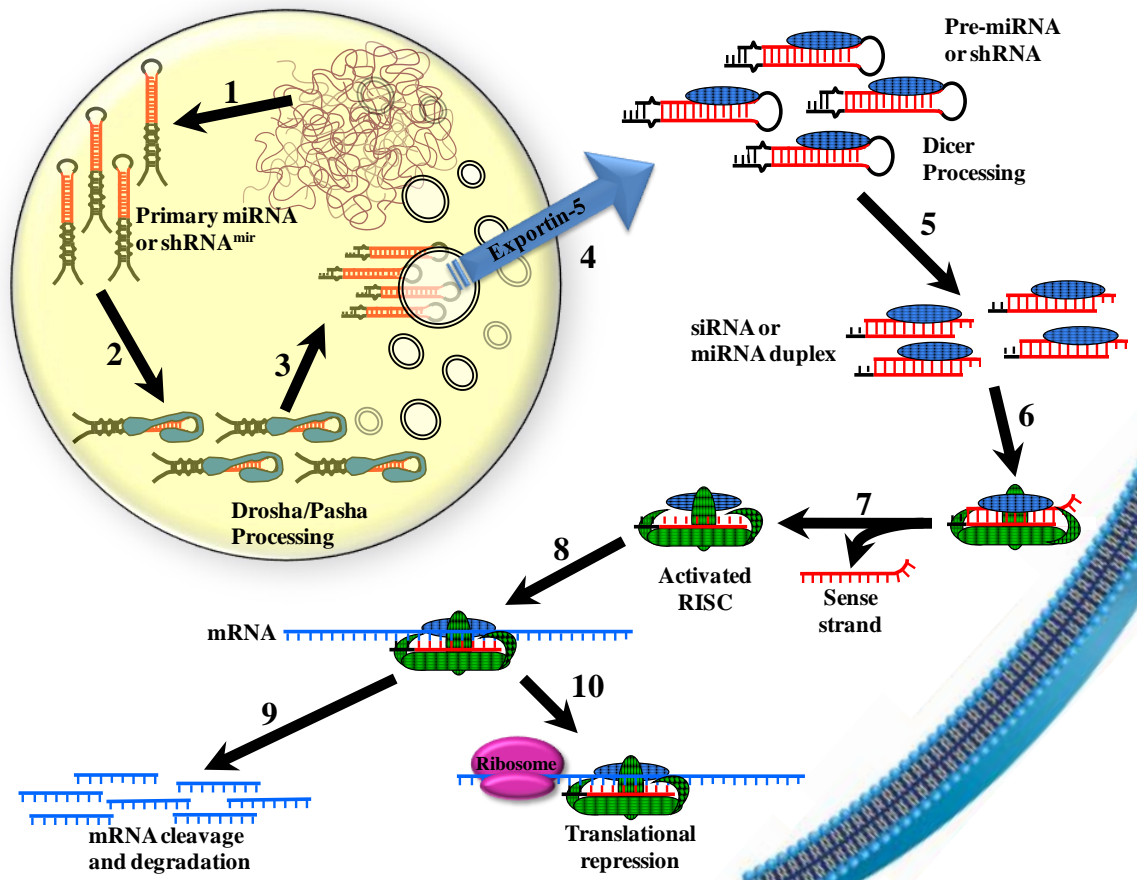 1
Primary miRNA
or shRNAmir
2
3
Drosha/Pasha
Processing
Exportin-5
4
Pre-miRNA
or shRNA
Dicer
Processing
5
siRNA or
miRNA duplex
6
7
Activated
RISC
Sense
strand
8
mRNA
9
10
mRNA cleavage
and degradation
Ribosome
Translational
repression